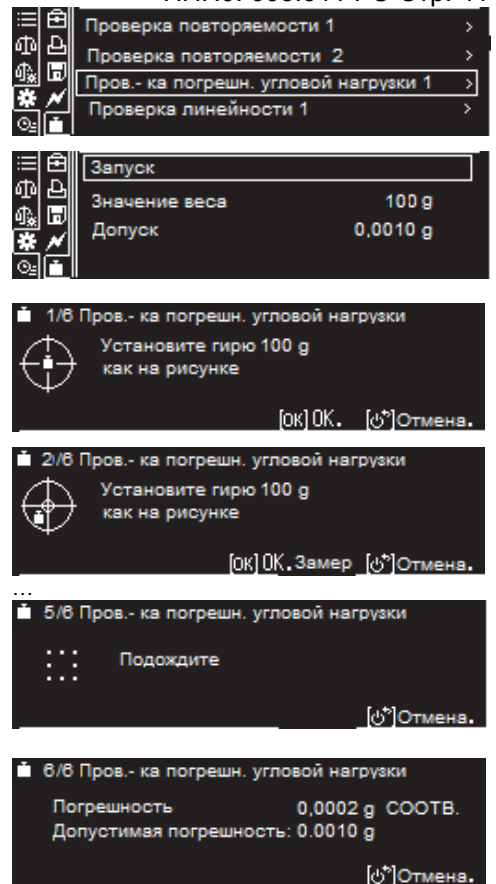 Проверка повторяемости 1 >
Проверка повторяемости 2 >
Пров.- ка погрешн. угловой нагрузки 1 >
Проверка линейности 1 >
Запуск
Значение веса 100 g
Допуск 0,0010 g
1/6 Пров.- ка погрешн. угловой нагрузки
Установите гирю 100 g
как на рисунке
[OK] OK. [⏻]Отмена.
2/6 Пров.- ка погрешн. угловой нагрузки
Установите гирю 100 g
как на рисунке
[OK] OK.Замер [⏻]Отмена.
...
5/6 Пров.- ка погрешн. угловой нагрузки
Подождите
[⏻]Отмена.
6/6 Пров.- ка погрешн. угловой нагрузки
Погрешность 0,0002 g СООТВ.
Допустимая погрешность: 0.0010 g
[⏻]Отмена.